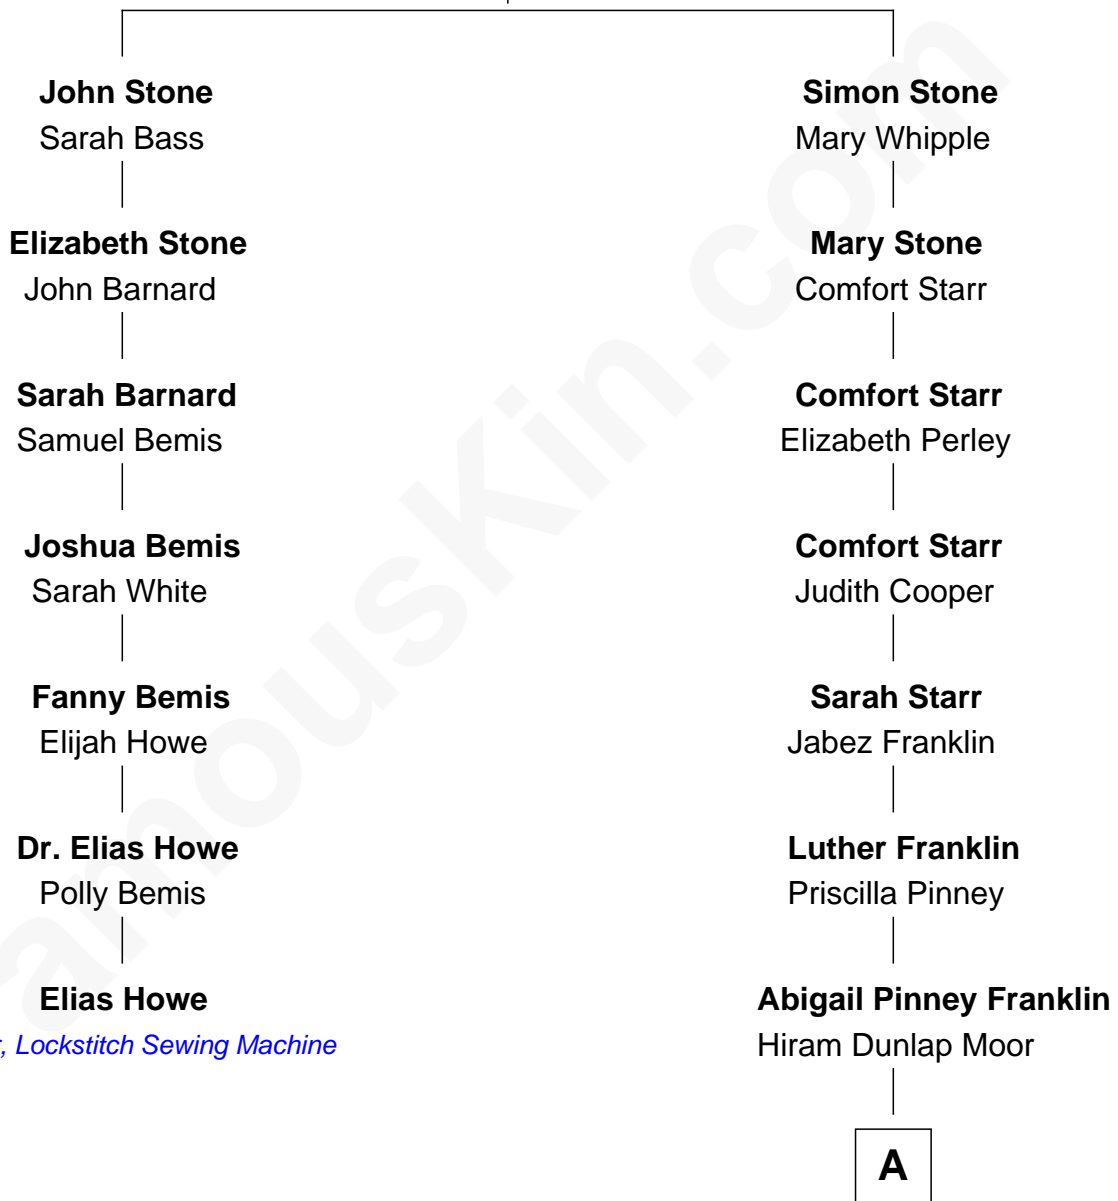 John Stone
Sarah Bass
Simon Stone
Mary Whipple
Elizabeth Stone
John Barnard
Mary Stone
Comfort Starr
Sarah Barnard
Samuel Bemis
Comfort Starr
Elizabeth Perley
Joshua Bemis
Sarah White
Comfort Starr
Judith Cooper
Fanny Bemis
Elijah Howe
Sarah Starr
Jabez Franklin
Dr. Elias Howe
Polly Bemis
Luther Franklin
Priscilla Pinney
Elias Howe
, Lockstitch Sewing Machine
Abigail Pinney Franklin
Hiram Dunlap Moor
A
amouskin.com